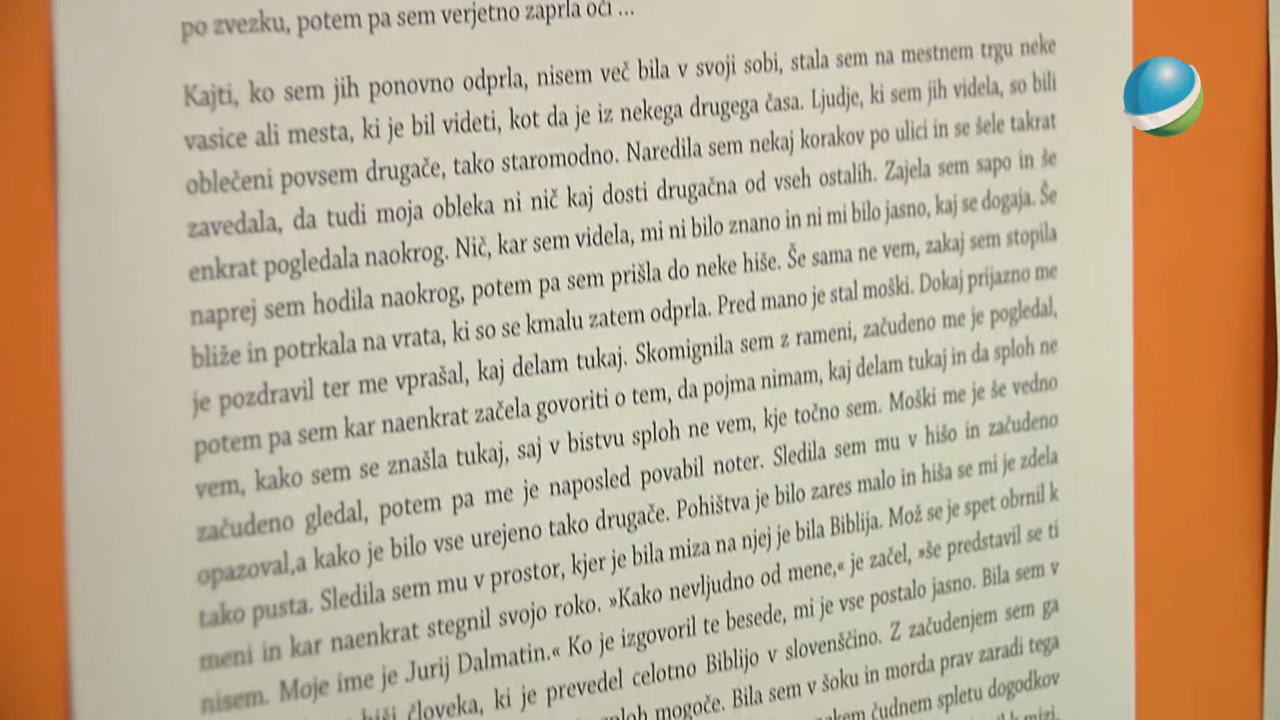 po zvezku, potem pa sem verjetno zaprla oči ...
Kajti, ko sem jih ponovno odprla, nisem več bila v svoji sobi, stala sem na mestnem trgu neke
vasice ali mesta, ki je bil videti, kot da je iz nekega drugega časa. Ljudje, ki sem jih videla, so bili
oblečeni povsem drugače, tako staromodno. Naredila sem nekaj korakov po ulici in se šele takrat
zavedala, da tudi moja obleka ni nič kaj dosti drugačna od vseh ostalih. Zajela sem sapo in še
enkrat pogledala naokrog. Nič, kar sem videla, mi ni bilo znano in ni mi bilo jasno, kaj se dogaja. Še
naprej sem hodila naokrog, potem pa sem prišla do neke hiše. Še sama ne vem, zakaj sem stopila
bliže in potrkala na vrata, ki so se kmalu zatem odprla. Pred mano je stal moški. Dokaj prijazno me
je pozdravil ter me vprašal, kaj delam tukaj. Skomignila sem z rameni, začudeno me je pogledal,
potem pa sem kar naenkrat začela govoriti o tem, da pojma nimam, kaj delam tukaj in da sploh ne
vem, kako sem se znašla tukaj, saj v bistvu sploh ne vem, kje točno sem. Moški me je še vedno
začudeno gledal, potem pa me je naposled povabil noter. Sledila sem mu v hišo in začudeno
opazoval,a kako je bilo vse urejeno tako drugače. Pohištva je bilo zares malo in hiša se mi je zdela
tako pusta. Sledila sem mu v prostor, kjer je bila miza na njej je bila Biblija. Mož se je spet obrnil k
meni in kar naenkrat stegnil svojo roko. »Kako nevljudno od mene,« je začel, »še predstavil se ti
nisem. Moje ime je Jurij Dalmatin.« Ko je izgovoril te besede, mi je vse postalo jasno. Bila sem v
hiši človeka, ki je prevedel celotno Biblijo v slovenščino. Z začudenjem sem ga
sploh mogoče. Bila sem v šoku in morda prav zaradi tega
čudnem spletu dogodkov
k mizi.